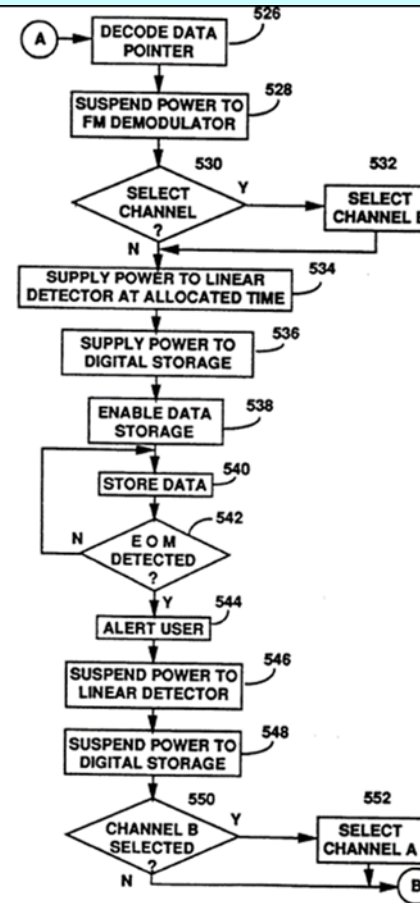 526
A
DECODE DATA
POINTER
528
SUSPEND POWER TO
FM DEMODULATOR
530
532
SELECT
CHANNEL
?
Y
N
SELECT
CHANNEL B
SUPPLY POWER TO LINEAR
DETECTOR AT ALLOCATED TIME
534
SUPPLY POWER TO
DIGITAL STORAGE
536
ENABLE DATA
STORAGE
538
540
STORE DATA
542
N
E O M
DETECTED
?
Y
544
ALERT USER
546
SUSPEND POWER TO
LINEAR DETECTOR
548
SUSPEND POWER TO
DIGITAL STORAGE
550
552
CHANNEL B
SELECTED
?
Y
N
SELECT
CHANNEL A
B